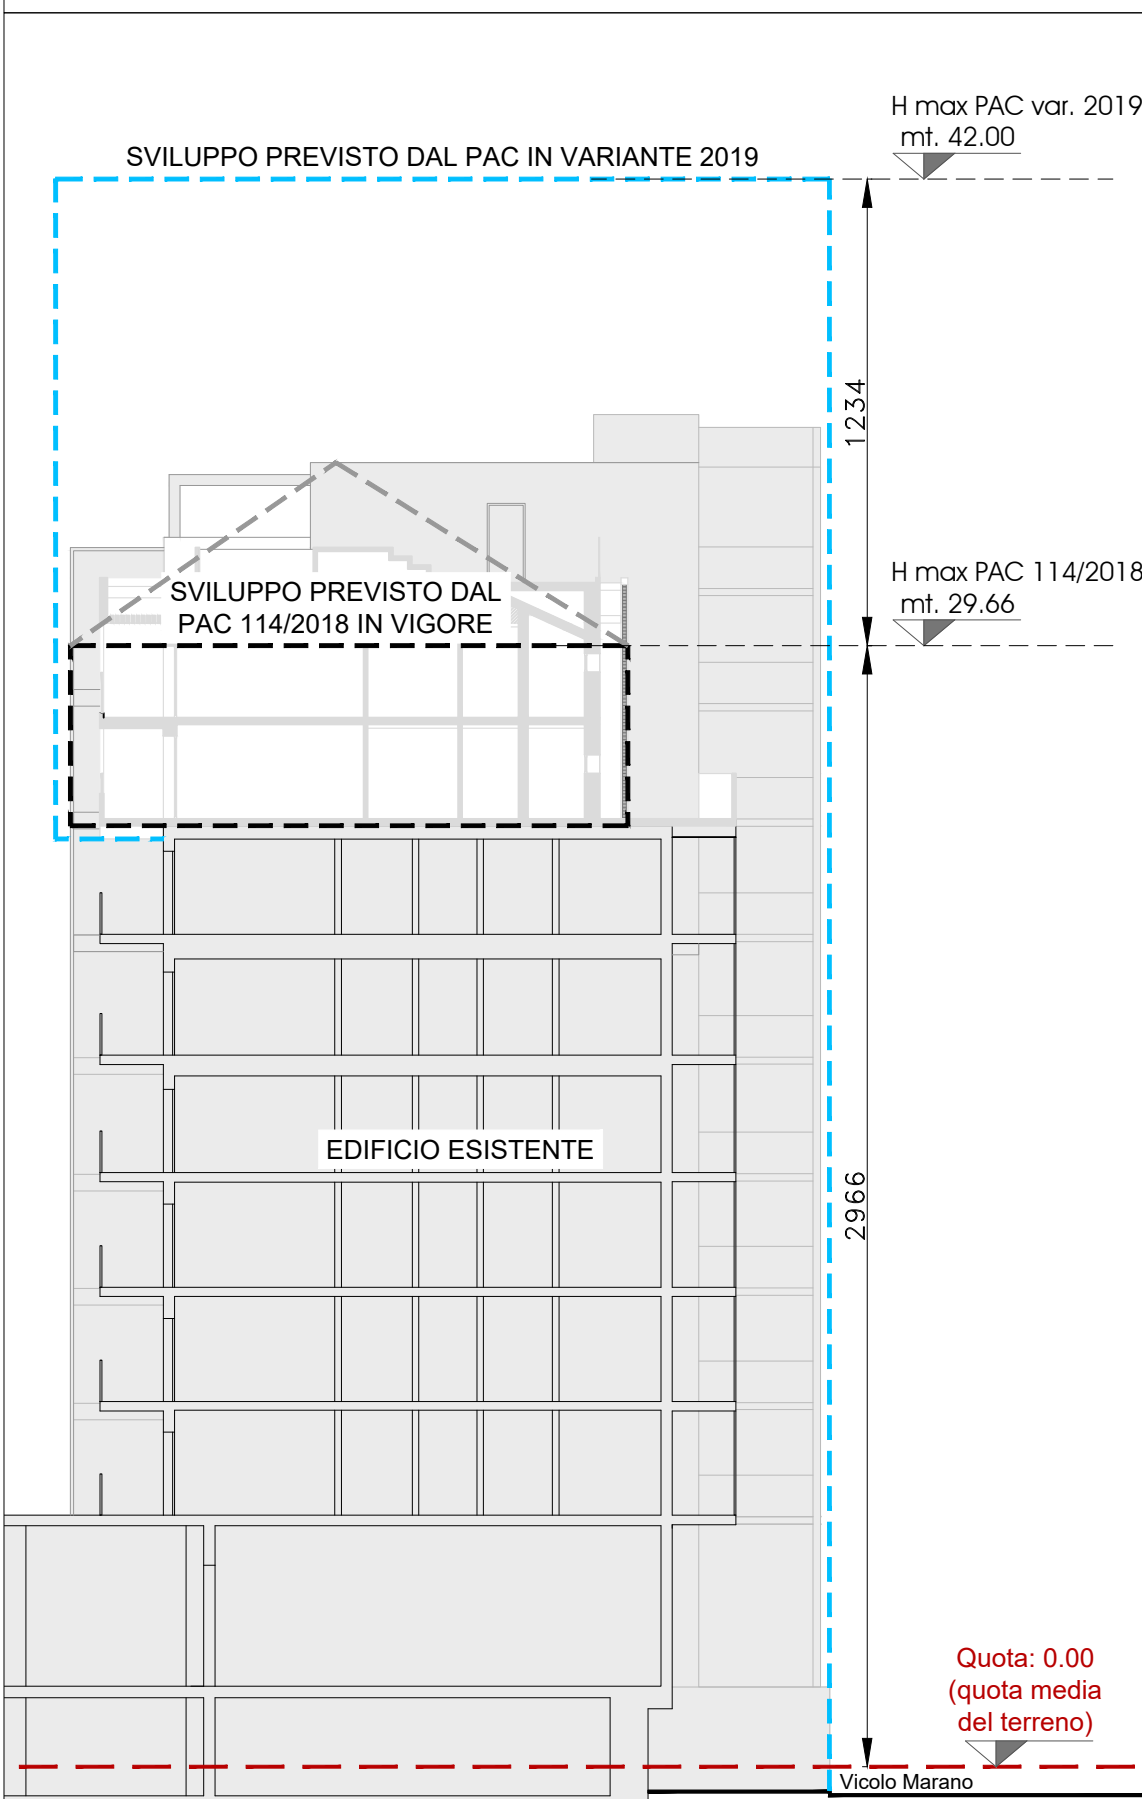 H max PAC var. 2019
mt. 42.00
SVILUPPO PREVISTO DAL PAC IN VARIANTE 2019
1234
H max PAC 114/2018
mt. 29.66
SVILUPPO PREVISTO DAL
PAC 114/2018 IN VIGORE
EDIFICIO ESISTENTE
2966
Quota: 0.00
(quota media
del terreno)
Vicolo Marano